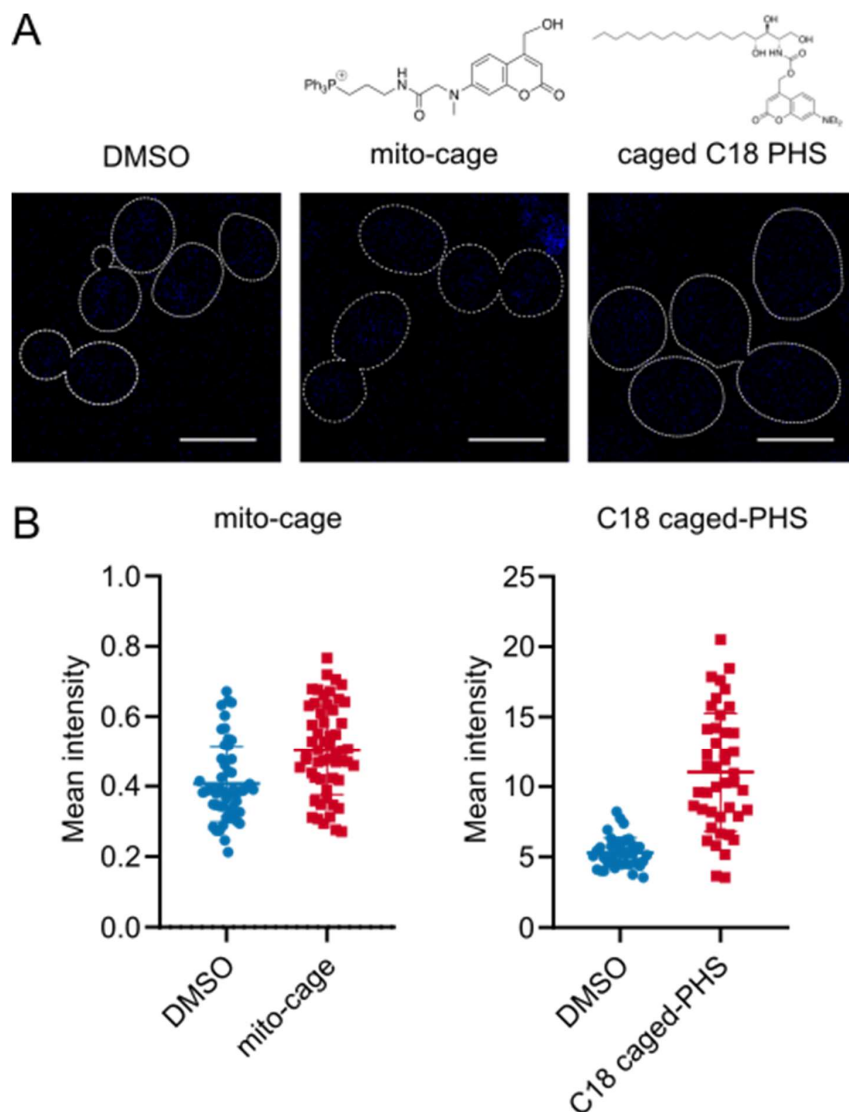 A
OH
Ph3P
⊕
H
N
O
N
O
O
OH
OH
OH HN
O
O
O
O
NEt2
DMSO
mito-cage
caged C18 PHS
B
mito-cage
C18 caged-PHS
Mean intensity
1.0
0.8
0.6
0.4
0.2
0.0
DMSO
mito-cage
Mean intensity
25
20
15
10
5
0
DMSO
C18 caged-PHS